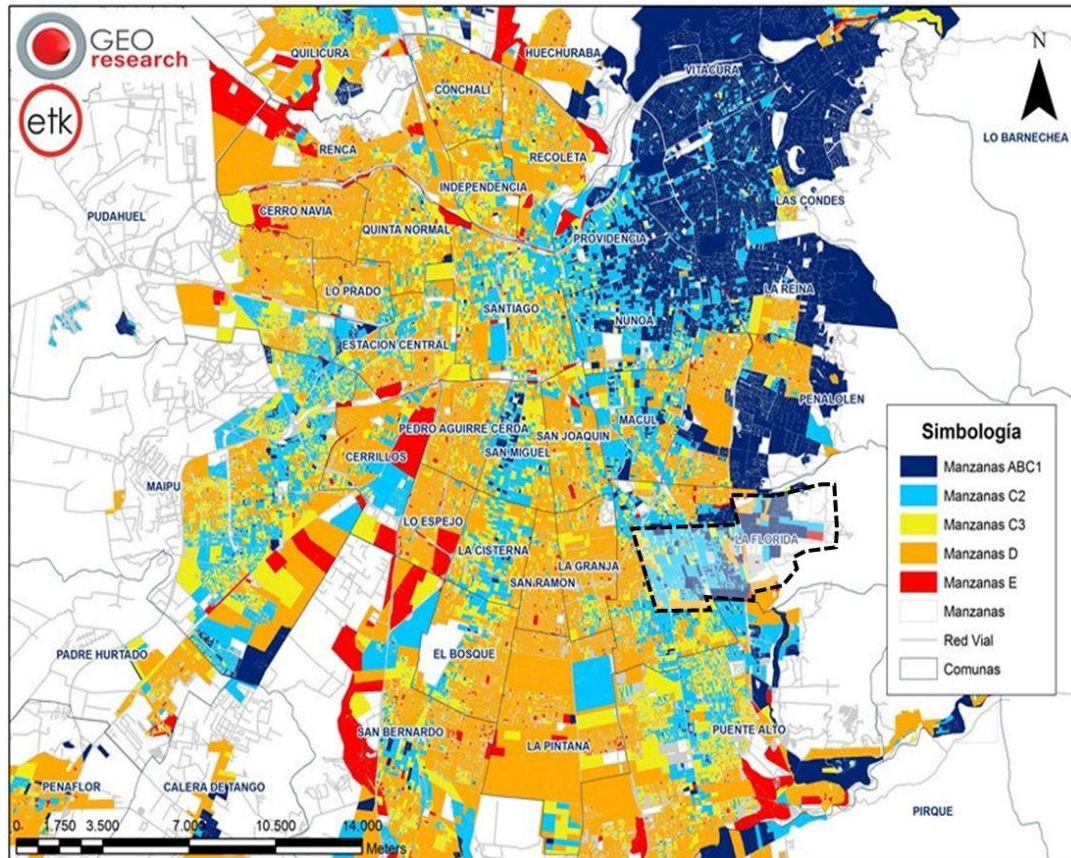 GEO
research
etk
N
QUILICURA
HUECHURABA
VITACURA
CONCHALI
LO BARNECHEA
RENCA
RECOLETA
INDEPENDENCIA
LAS CONDES
CERRO NAVIA
PUDAHUEL
QUINTA NORMAL
PROVIDENCIA
LO PRADO
LA REINA
SANTIAGO
NUNOA
ESTACION CENTRAL
PENALOLEN
MACUL
PEDRO AGUIRRE CERDA
SAN JOAQUIN
SAN MIGUEL
CERRILLOS
MAIPU
LO ESPEJO
LA FLORIDA
LA CISTERNA
LA GRANJA
SAN RAMON
EL BOSQUE
PADRE HURTADO
SAN BERNARDO
PUENTE ALTO
LA PINTANA
PENAFLOR
CALERA DE TANGO
PIRQUE
Simbología
Manzanas ABC1
Manzanas C2
Manzanas C3
Manzanas D
Manzanas E
Manzanas
Red Vial
Comunas
0 1.750 3.500 7.000 10.500 14.000
Meters